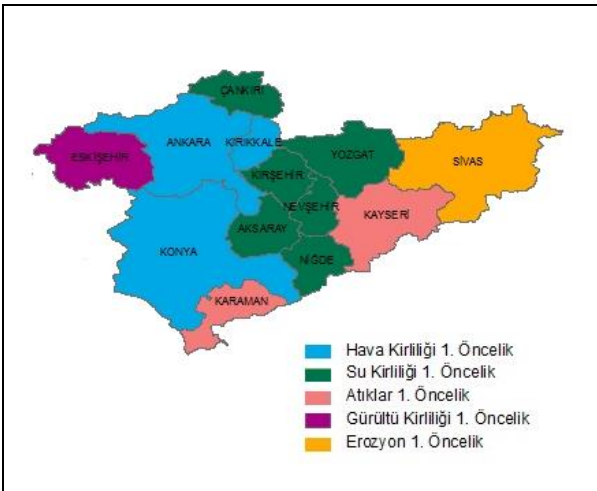 ÇANKIRI
ANKARA
KIRIKKALE
ESKİŞEHİR
YOZGAT
SİVAS
KIRŞEHİR
NEVŞEHİR
KAYSERİ
AKSARAY
KONYA
NİĞDE
KARAMAN
Hava Kirliliği 1. Öncelik
Su Kirliliği 1. Öncelik
Atıklar 1. Öncelik
Gürültü Kirliliği 1. Öncelik
Erozyon 1. Öncelik